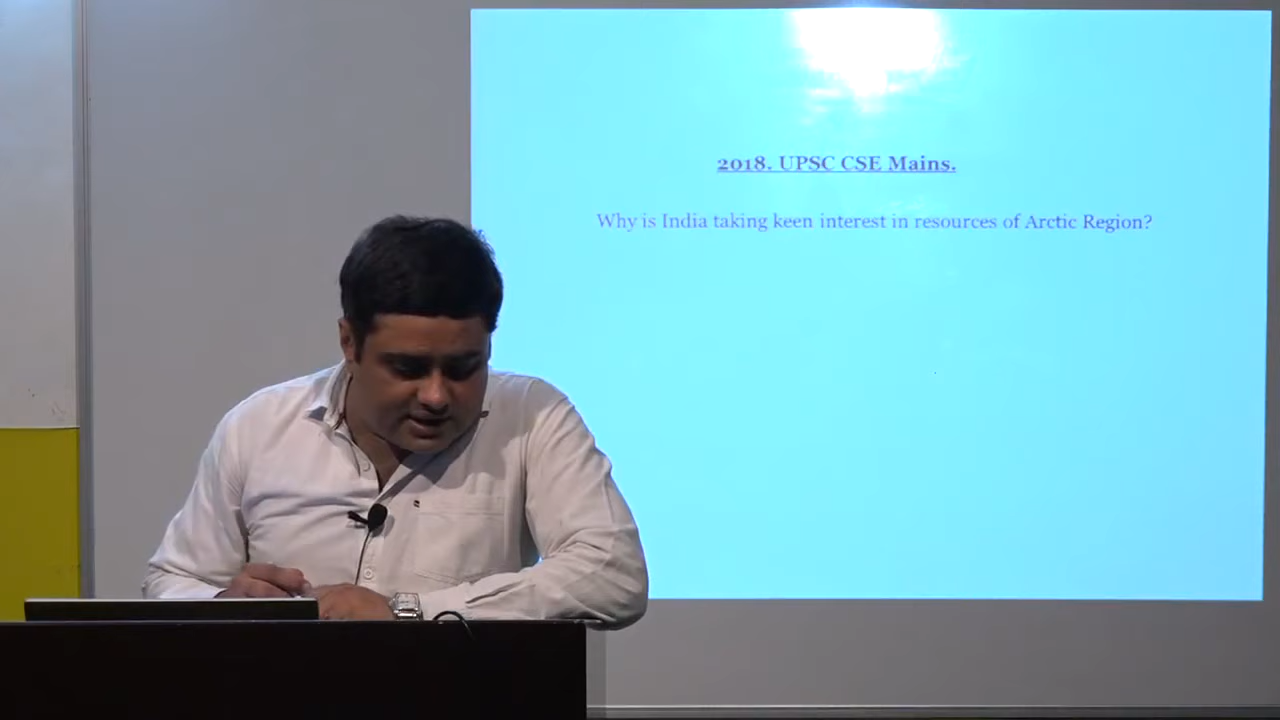 2018. UPSC CSE Mains.
Why is India taking keen interest in resources of Arctic Region?